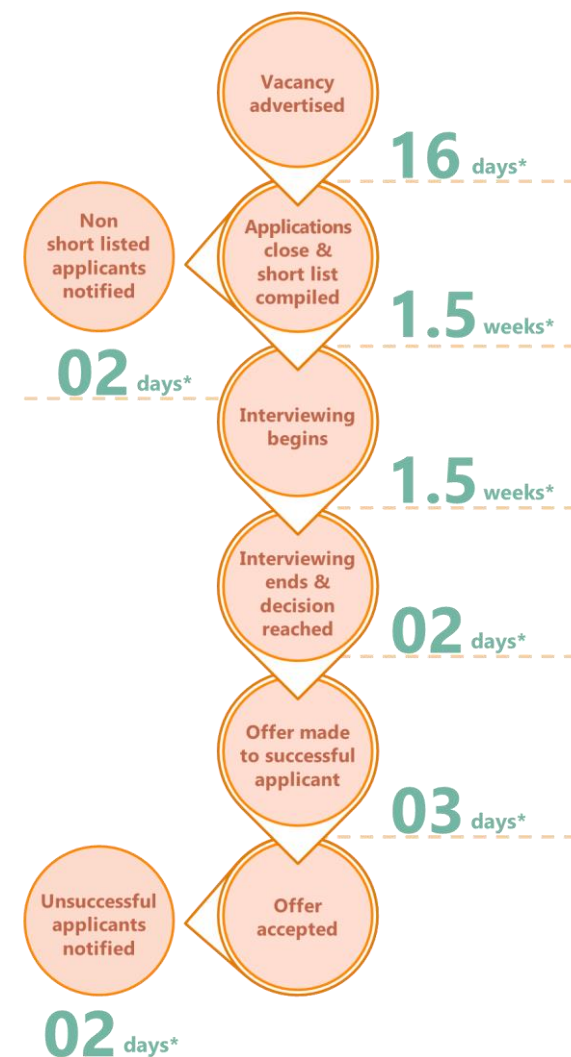 Vacancy
advertised
16 days*
Non
short listed
applicants
notified
02 days*
Applications
close &
short list
compiled
1.5 weeks*
Interviewing
begins
1.5 weeks*
Interviewing
ends &
decision
reached
02 days*
Offer made
to successful
applicant
03 days*
Unsuccessful
applicants
notified
02 days*
Offer
accepted